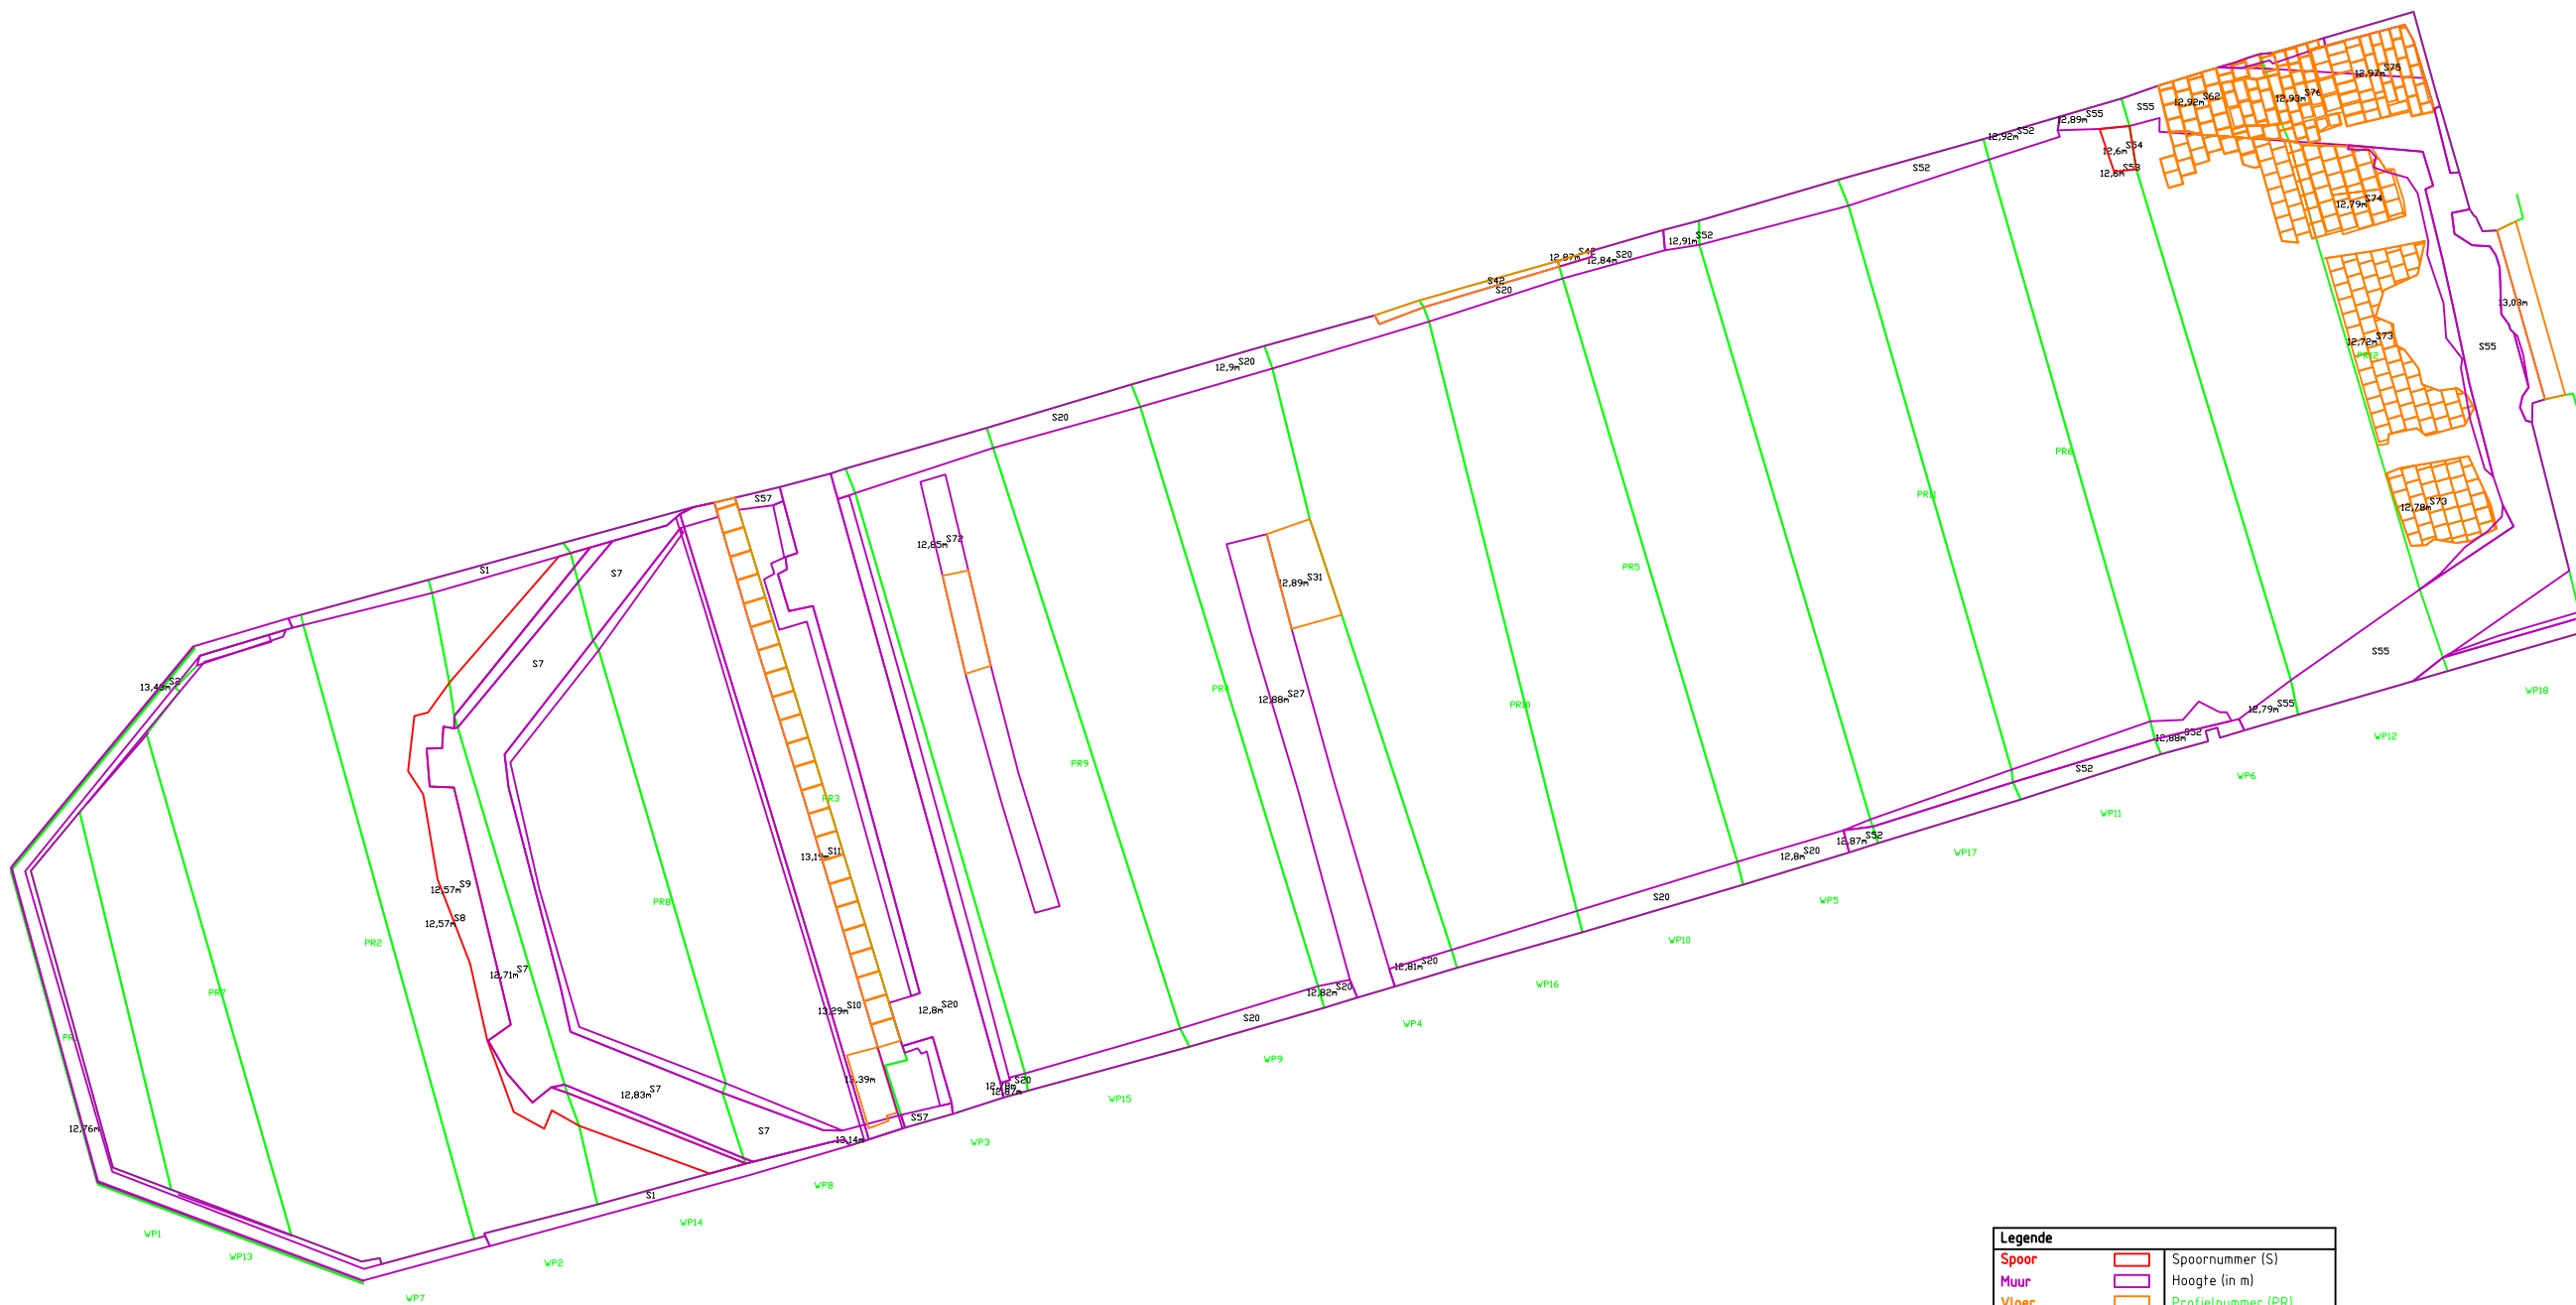 12,97m S75
12,92m S62
12,93m S76
S55
12,89m S55
12,92m S52
12,6m S54
12,6m S53
S52
12,79m S74
12,91m S52
12,87m S42
12,84m S20
S42
S20
13,03m
12,72m S73
PR12
S55
12,9m S20
S20
PR6
PR11
S57
12,78m S73
12,85m S72
S1
S7
12,89m S31
PR5
S7
S55
13,43m S2
PR4
12,88m S27
WP18
PR10
12,79m S55
12,88m S52
WP12
PR9
S52
WP6
PR3
WP11
12,87m S52
13,19m S11
12,8m S20
WP17
12,57m S9
PR8
S20
WP5
12,57m S8
PR2
WP10
12,71m S7
12,81m S20
WP16
PR7
12,82m S20
13,29m S10
12,8m S20
S20
WP4
WP9
13,39m
12,78m S20
12,87m
12,83m S7
WP15
S57
12,76m
S7
13,14m
WP3
WP8
S1
WP14
WP1
WP13
WP2
WP7
Legende
Spoor Spoornummer (S)
Muur Hoogte (in m)
Vloer Profielnummer (PR)